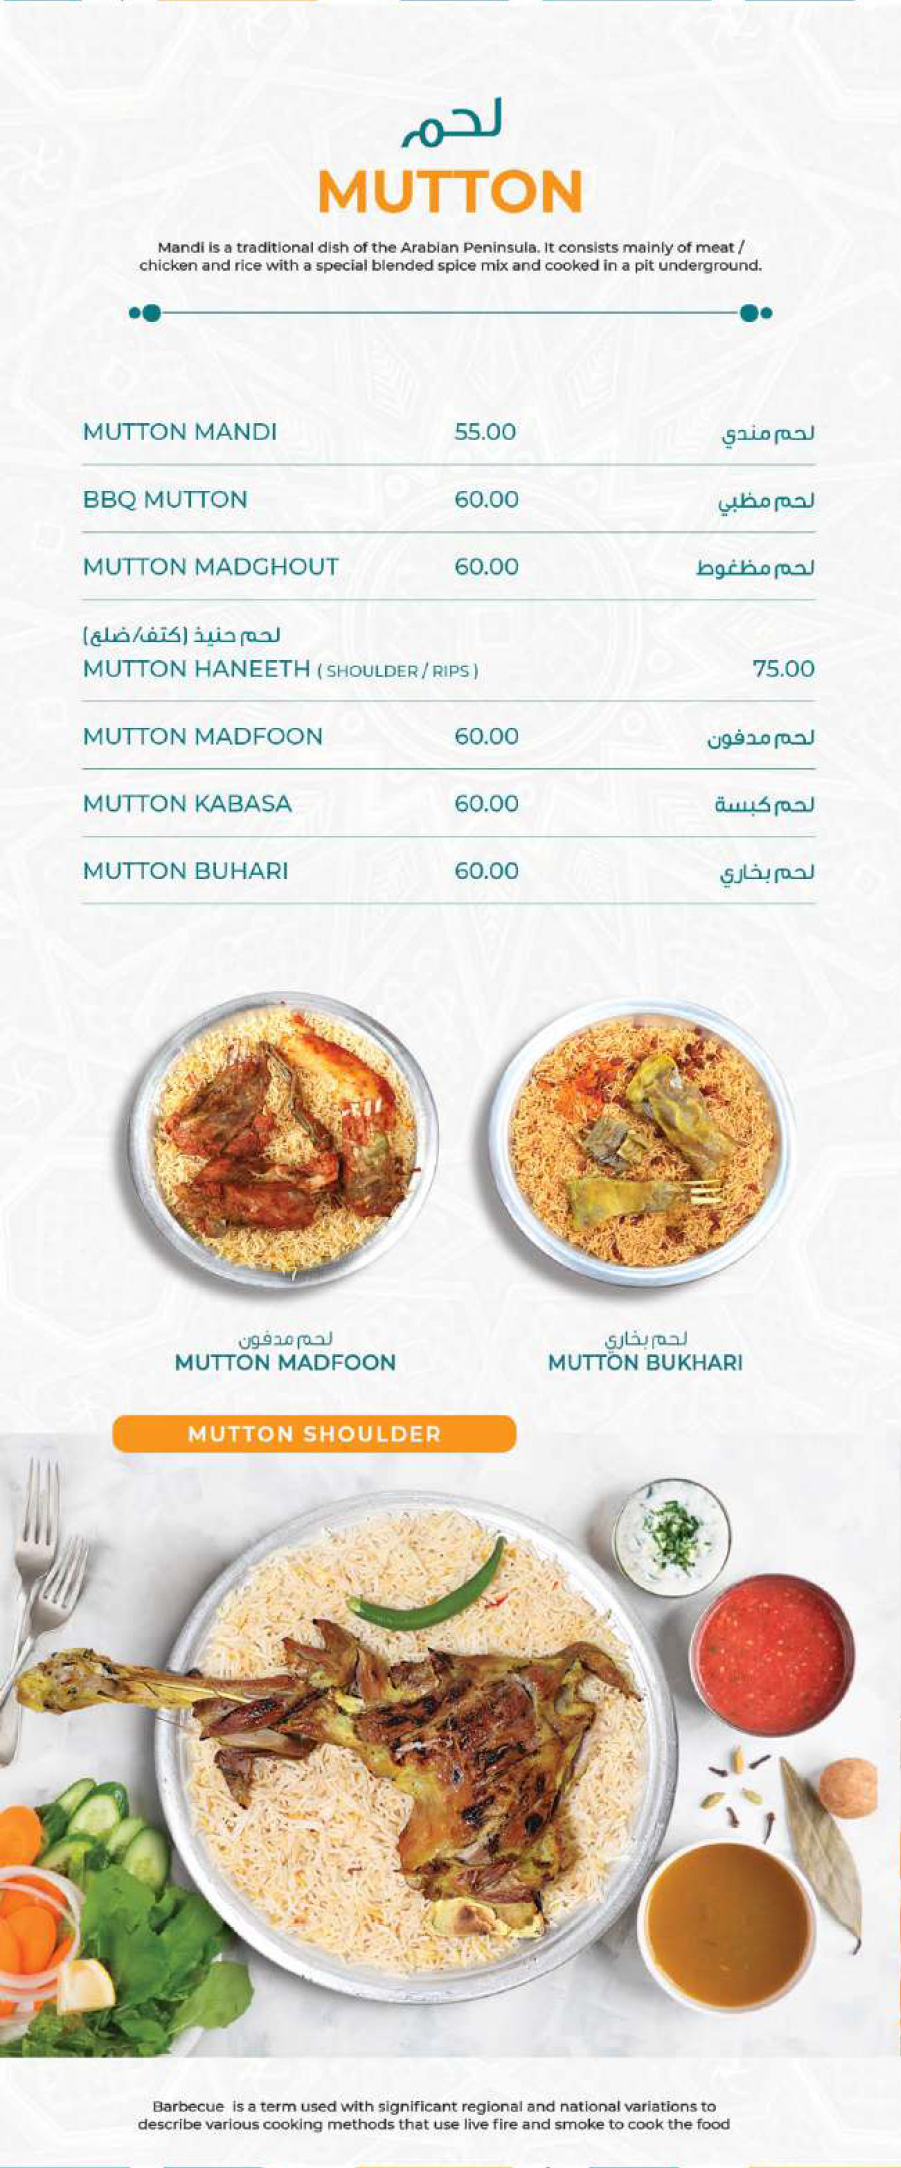 لحم
MUTTON
Mandi is a traditional dish of the Arabian Peninsula. It consists mainly of meat /
chicken and rice with a special blended spice mix and cooked in a pit underground.
MUTTON MANDI 55.00 لحم مندي
BBQ MUTTON 60.00 لحم مظبي
MUTTON MADGHOUT 60.00 لحم مظغوط
لحم حنيذ (كتف/ضلع)
MUTTON HANEETH ( SHOULDER / RIPS ) 75.00
MUTTON MADFOON 60.00 لحم مدفون
MUTTON KABASA 60.00 لحم كبسة
MUTTON BUHARI 60.00 لحم بخاري
لحم مدفون
MUTTON MADFOON
لحم بخاري
MUTTON BUKHARI
MUTTON SHOULDER
Barbecue is a term used with significant regional and national variations to
describe various cooking methods that use live fire and smoke to cook the food